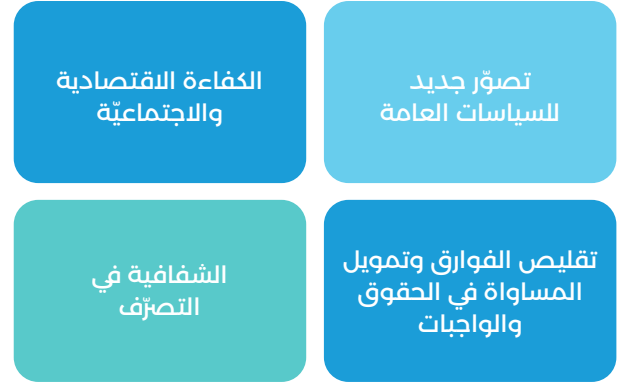 تصوّر جديد
للسياسات العامة
الكفاءة الاقتصادية
والاجتماعيّة
تقليص الفوارق وتمويل
المساواة في الحقوق
والواجبات
الشفافية في
التصرّف